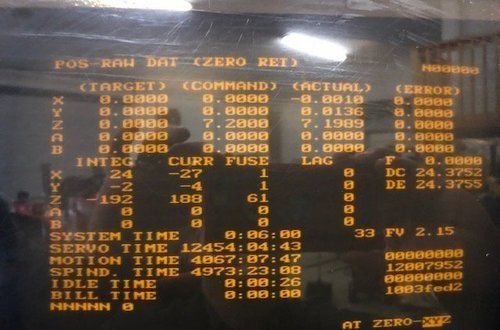 POS-RAW DAT (ZERO RET) N00000
(TARGET) (COMMAND) (ACTUAL) (ERROR)
X 0.0000 0.0000 -0.0010 0.0000
Y 0.0000 0.0000 0.0136 0.0000
Z 0.0000 7.2000 7.1985 0.0000
A 0.0000 0.0000 0.0000 0.0000
B 0.0000 0.0000 0.0000 0.0000
INTEG CURR FUSE LAG F 0.0000
X 24 -27 1 0 DC 24.3752
Y -2 -4 1 0 DE 24.3755
Z -192 188 61 0
A 0 0 0 0
B 0 0 0 0
SYSTEM TIME 0:06:00 33 FV 2.15
SERVO TIME 12454:04:43
MOTION TIME 4067:07:47 00000000
SPIND. TIME 4973:23:08 12007952
IDLE TIME 0:00:26 00000000
BILL TIME 0:00:00 1003fed2
NNNNN 0
AT ZERO-XYZ